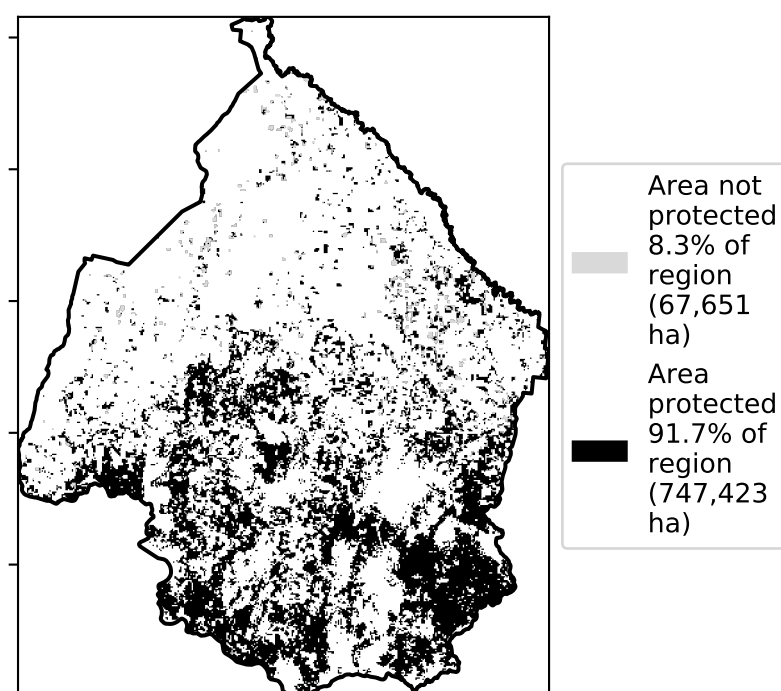 Area not
protected
8.3% of
region
(67,651
ha)
Area
protected
91.7% of
region
(747,423
ha)